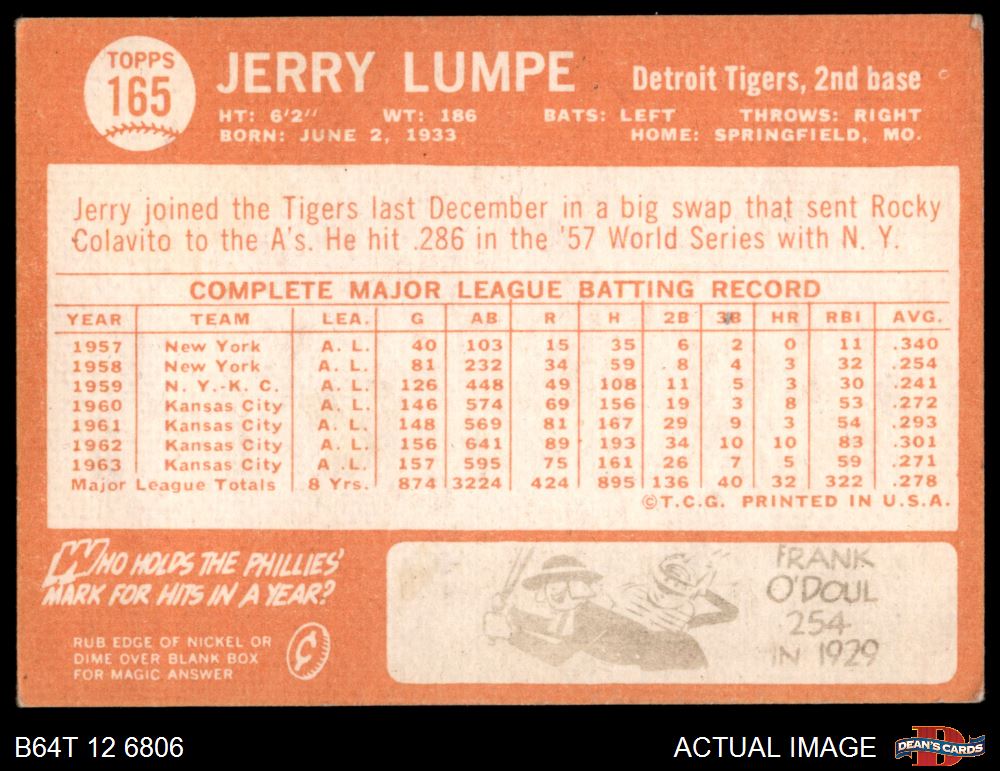 TOPPS
165
JERRY LUMPE Detroit Tigers, 2nd base
HT: 6'2" WT: 186 BATS: LEFT THROWS: RIGHT
BORN: JUNE 2, 1933 HOME: SPRINGFIELD, MO.
Jerry joined the Tigers last December in a big swap that sent Rocky
Colavito to the A's. He hit .286 in the '57 World Series with N. Y.
COMPLETE MAJOR LEAGUE BATTING RECORD
YEAR TEAM LEA. G AB R H 2B 3B HR RBI AVG.
1957 New York A. L. 40 103 15 35 6 2 0 11 .340
1958 New York A. L. 81 232 34 59 8 4 3 32 .254
1959 N. Y.-K. C. A. L. 126 448 49 108 11 5 3 30 .241
1960 Kansas City A. L. 146 574 69 156 19 3 8 53 .272
1961 Kansas City A. L. 148 569 81 167 29 9 3 54 .293
1962 Kansas City A. L. 156 641 89 193 34 10 10 83 .301
1963 Kansas City A .L. 157 595 75 161 26 7 5 59 .271
Major League Totals 8 Yrs. 874 3224 424 895 136 40 32 322 .278
©T.C.G. PRINTED IN U.S.A.
WHO HOLDS THE PHILLIES'
MARK FOR HITS IN A YEAR?
RUB EDGE OF NICKEL OR
DIME OVER BLANK BOX
FOR MAGIC ANSWER
¢
FRANK
O'DOUL
254
IN 1929
B64T 12 6806 ACTUAL IMAGE
D
DEAN'S CARDS